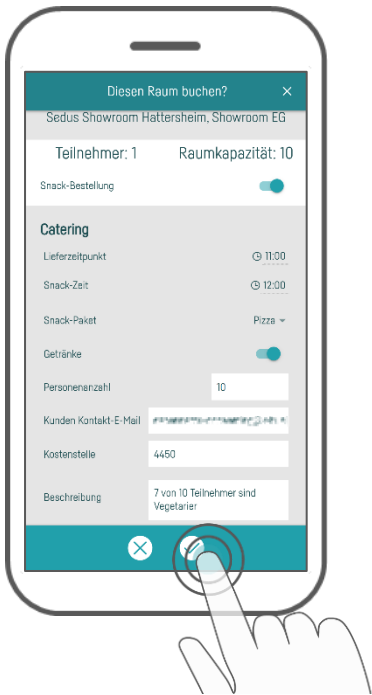 Diesen Raum buchen?
Sedus Showroom Hattersheim, Showroom EG
Teilnehmer: 1 Raumkapazität: 10
Snack-Bestellung
Catering
Lieferzeitpunkt 11:00
Snack-Zeit 12:00
Snack-Paket Pizza
Getränke
Personenanzahl 10
Kunden Kontakt-E-Mail
Kostenstelle 4450
Beschreibung 7 von 10 Teilnehmer sind
Vegetarier